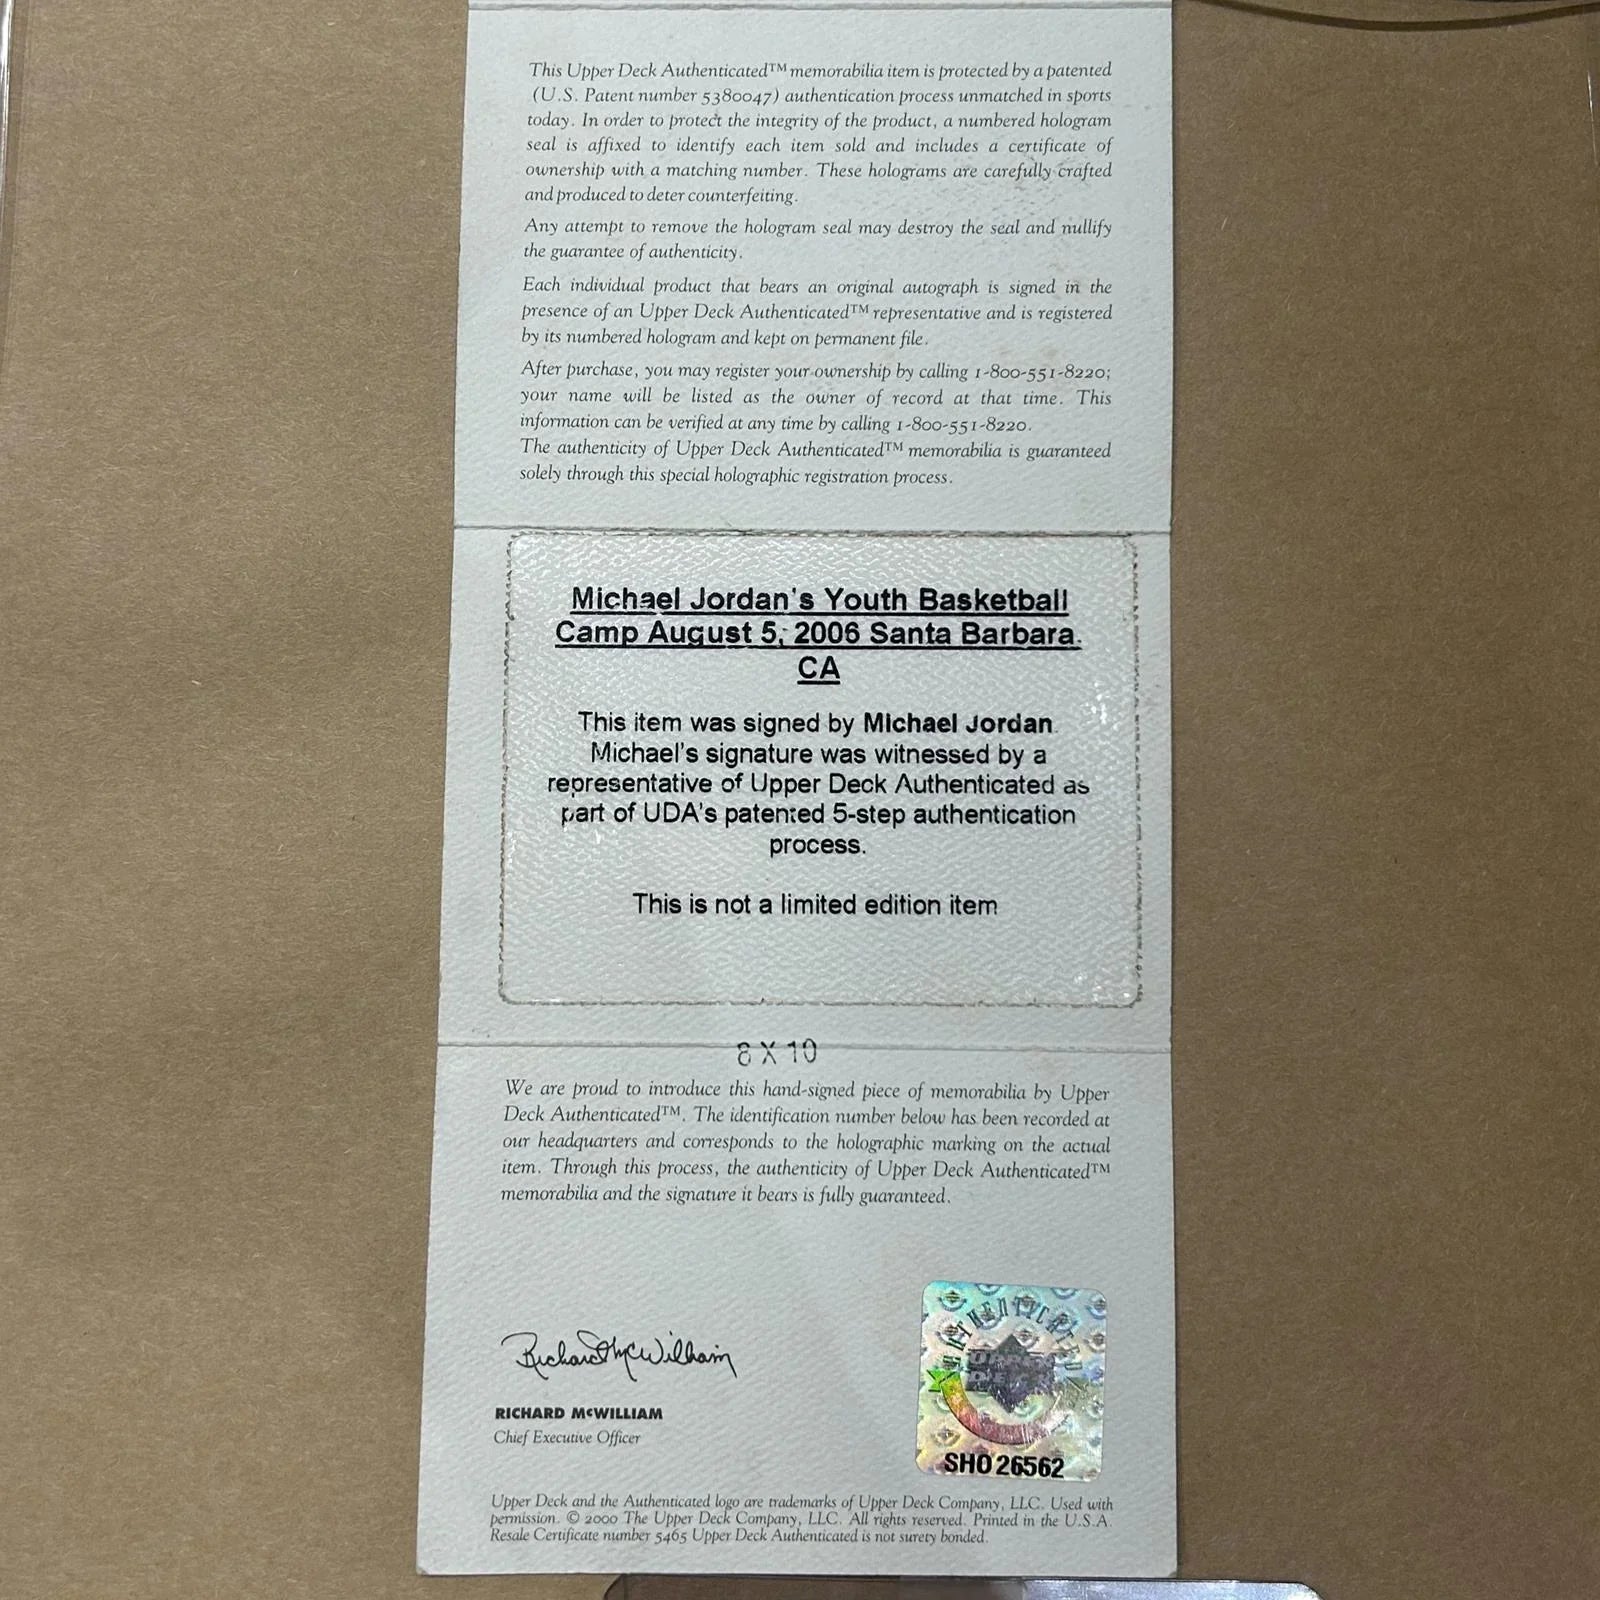 This Upper Deck Authenticated™ memorabilia item is protected by a patented
(U.S. Patent number 5380047) authentication process unmatched in sports
today. In order to protect the integrity of the product, a numbered hologram
seal is affixed to identify each item sold and includes a certificate of
ownership with a matching number. These holograms are carefully crafted
and produced to deter counterfeiting.
Any attempt to remove the hologram seal may destroy the seal and nullify
the guarantee of authenticity.
Each individual product that bears an original autograph is signed in the
presence of an Upper Deck Authenticated™ representative and is registered
by its numbered hologram and kept on permanent file.
After purchase, you may register your ownership by calling 1-800-551-8220;
your name will be listed as the owner of record at that time. This
information can be verified at any time by calling 1-800-551-8220.
The authenticity of Upper Deck Authenticated™ memorabilia is guaranteed
solely through this special holographic registration process.
Michael Jordan's Youth Basketball
Camp August 5, 2006 Santa Barbara,
CA
This item was signed by Michael Jordan.
Michael's signature was witnessed by a
representative of Upper Deck Authenticated as
part of UDA's patented 5-step authentication
process.
This is not a limited edition item
8 X 10
We are proud to introduce this hand-signed piece of memorabilia by Upper
Deck Authenticated™. The identification number below has been recorded at
our headquarters and corresponds to the holographic marking on the actual
item. Through this process, the authenticity of Upper Deck Authenticated™
memorabilia and the signature it bears is fully guaranteed.
Richard McWilliam
RICHARD McWILLIAM
Chief Executive Officer
AUTHENTICATED
UPPER
DECK
SHO 26562
Upper Deck and the Authenticated logo are trademarks of Upper Deck Company, LLC. Used with
permission. © 2000 The Upper Deck Company, LLC. All rights reserved. Printed in the U.S.A.
Resale Certificate number 5465 Upper Deck Authenticated is not surety bonded.